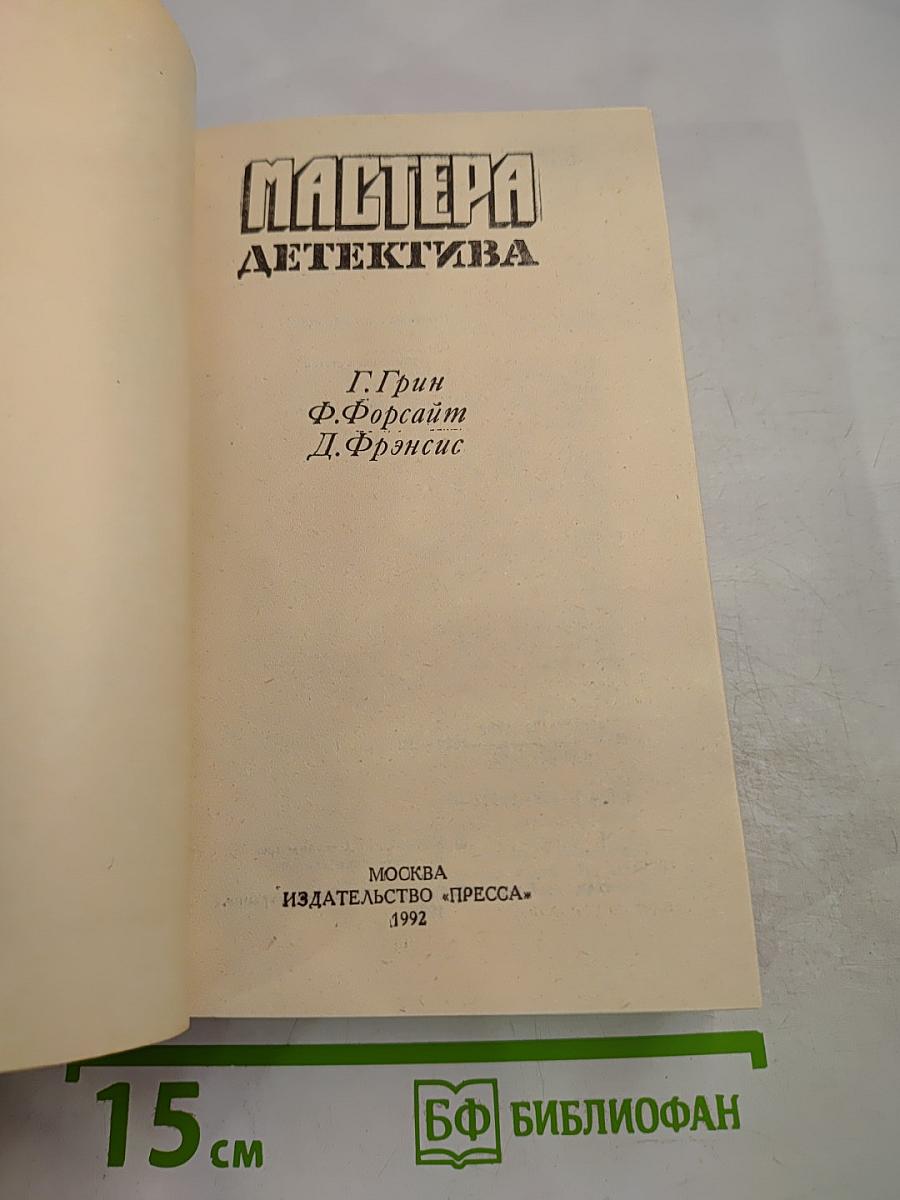 МАСТЕРА
ДЕТЕКТИВА
Г.Грин
Ф.Форсайт
Д.Фрэнсис
МОСКВА
ИЗДАТЕЛЬСТВО «ПРЕССА»
1992
15 см
БФ БИБЛИОФАН